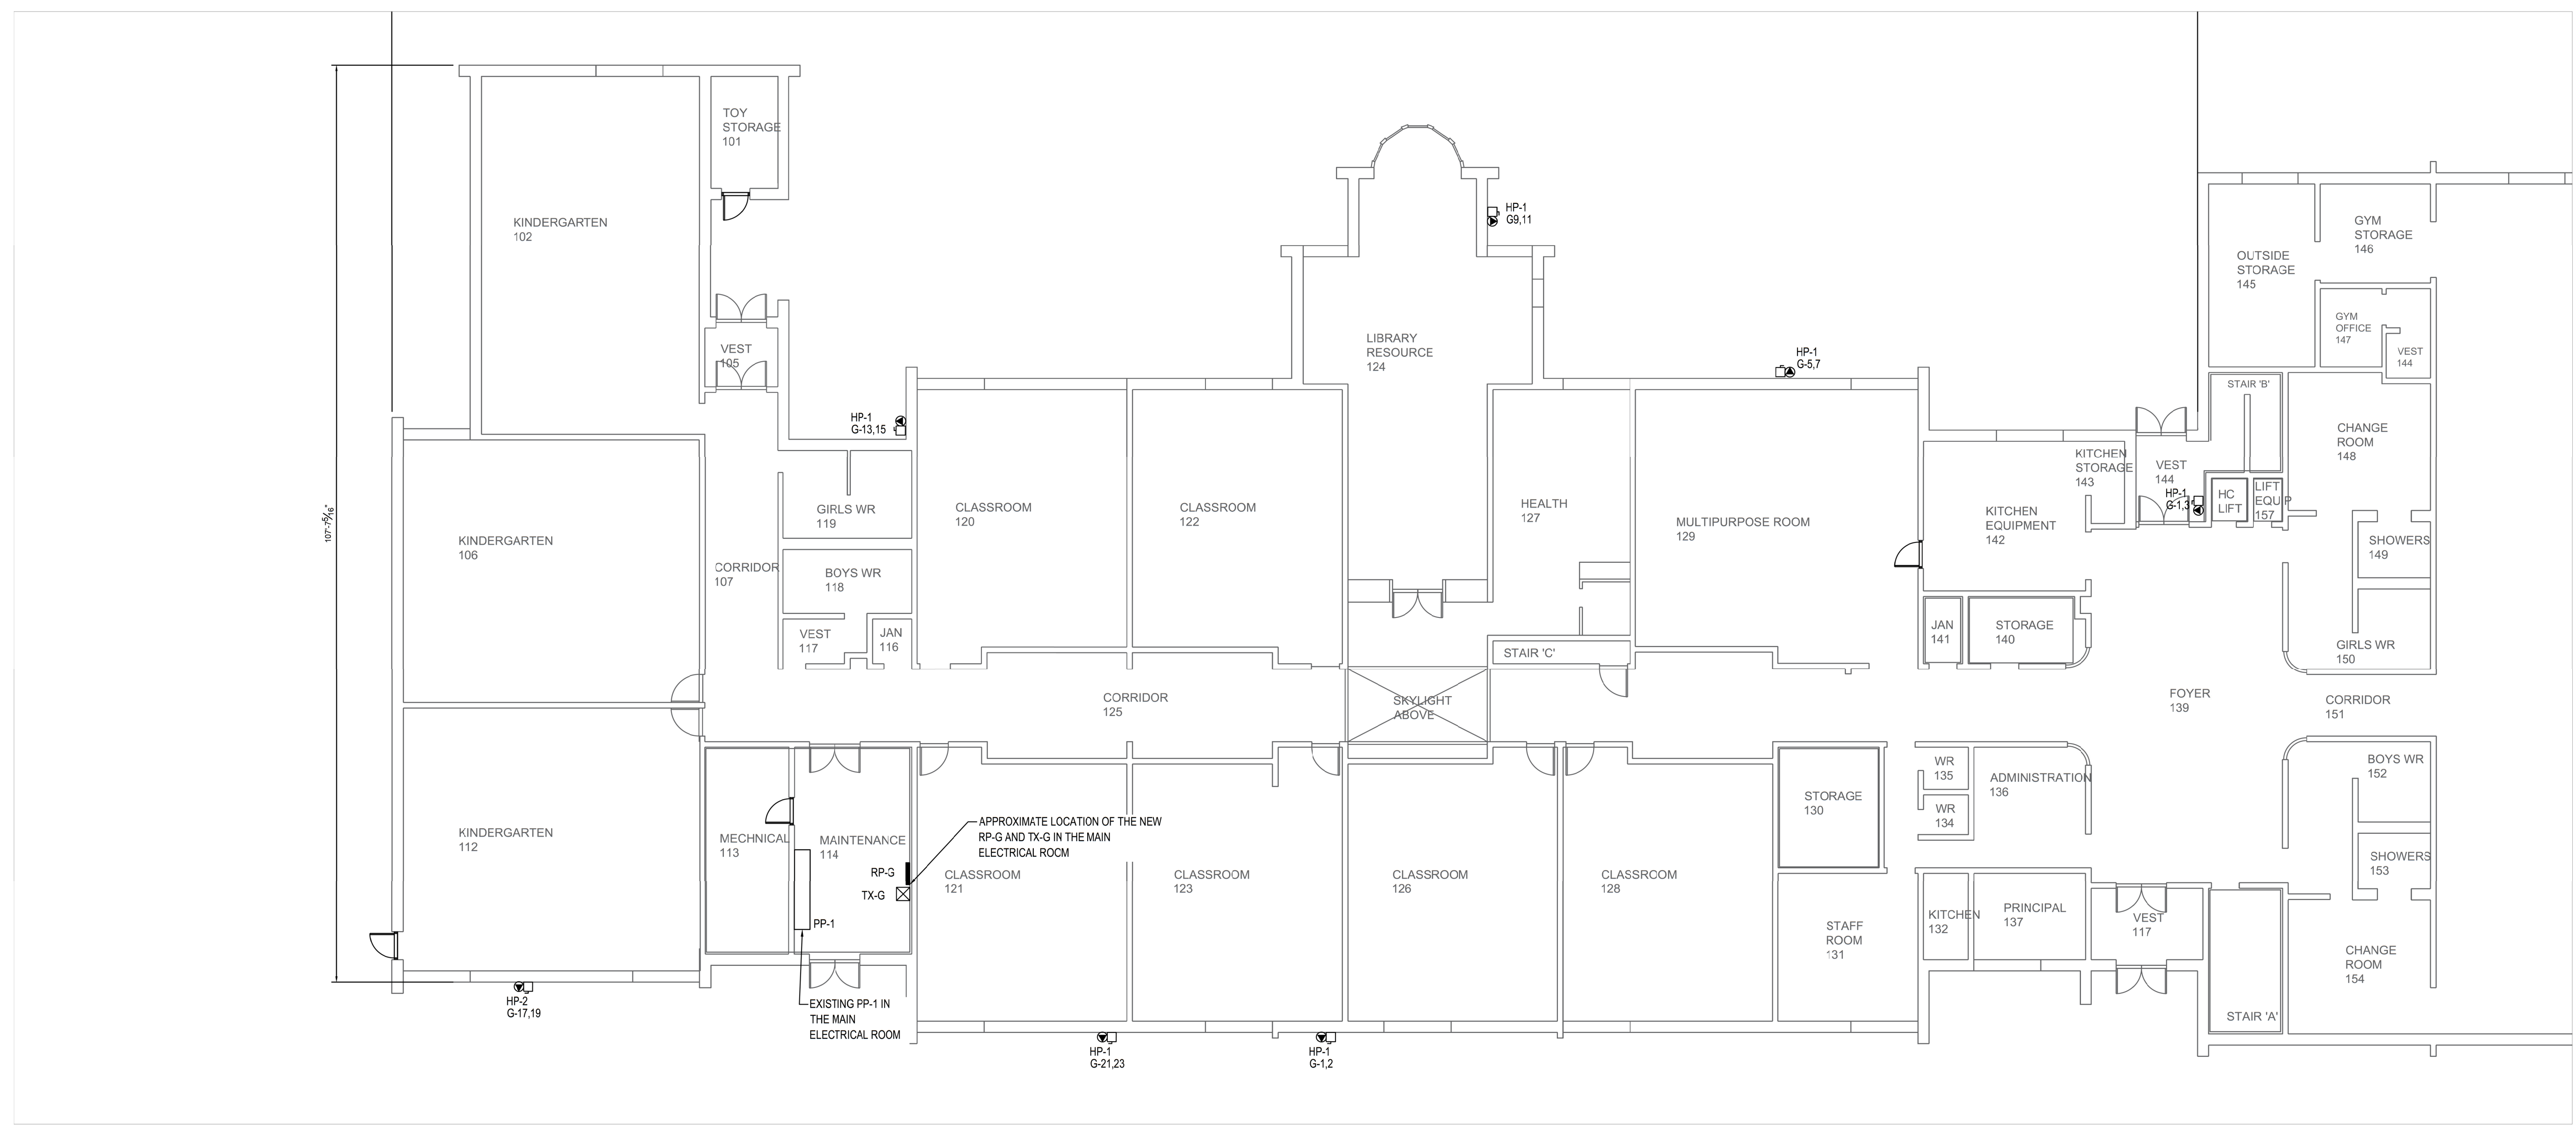 TOY
STORAGE
101
KINDERGARTEN
102
HP-1
G9,11
GYM
STORAGE
146
OUTSIDE
STORAGE
145
GYM
OFFICE
147
VEST
144
VEST
105
LIBRARY
RESOURCE
124
HP-1
G-5,7
STAIR 'B'
HP-1
G-13,15
CHANGE
ROOM
148
KITCHEN
STORAGE
143
VEST
144
HP-1
G-1,3
HC
LIFT
LIFT
EQUIP
157
GIRLS WR
119
CLASSROOM
120
CLASSROOM
122
HEALTH
127
MULTIPURPOSE ROOM
129
KITCHEN
EQUIPMENT
142
107'-7 5/16"
KINDERGARTEN
106
SHOWERS
149
CORRIDOR
107
BOYS WR
118
VEST
117
JAN
116
JAN
141
STORAGE
140
STAIR 'C'
GIRLS WR
150
CORRIDOR
125
SKYLIGHT
ABOVE
FOYER
139
CORRIDOR
151
WR
135
ADMINISTRATION
136
BOYS WR
152
STORAGE
130
WR
134
KINDERGARTEN
112
MECHNICAL
113
MAINTENANCE
114
APPROXIMATE LOCATION OF THE NEW
RP-G AND TX-G IN THE MAIN
ELECTRICAL ROOM
RP-G
TX-G
CLASSROOM
121
CLASSROOM
123
CLASSROOM
126
CLASSROOM
128
SHOWERS
153
PP-1
STAFF
ROOM
131
KITCHEN
132
PRINCIPAL
137
VEST
117
CHANGE
ROOM
154
HP-2
G-17,19
EXISTING PP-1 IN
THE MAIN
ELECTRICAL ROOM
STAIR 'A'
HP-1
G-21,23
HP-1
G-1,2